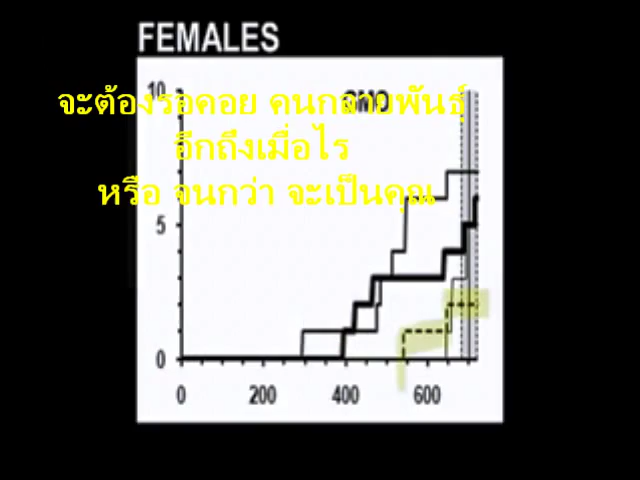 FEMALES
10
GMO
จะต้องรอคอย คนกลายพันธุ์
อีกถึงเมื่อไร
หรือ จนกว่า จะเป็นคุณ
5
0
0 200 400 600